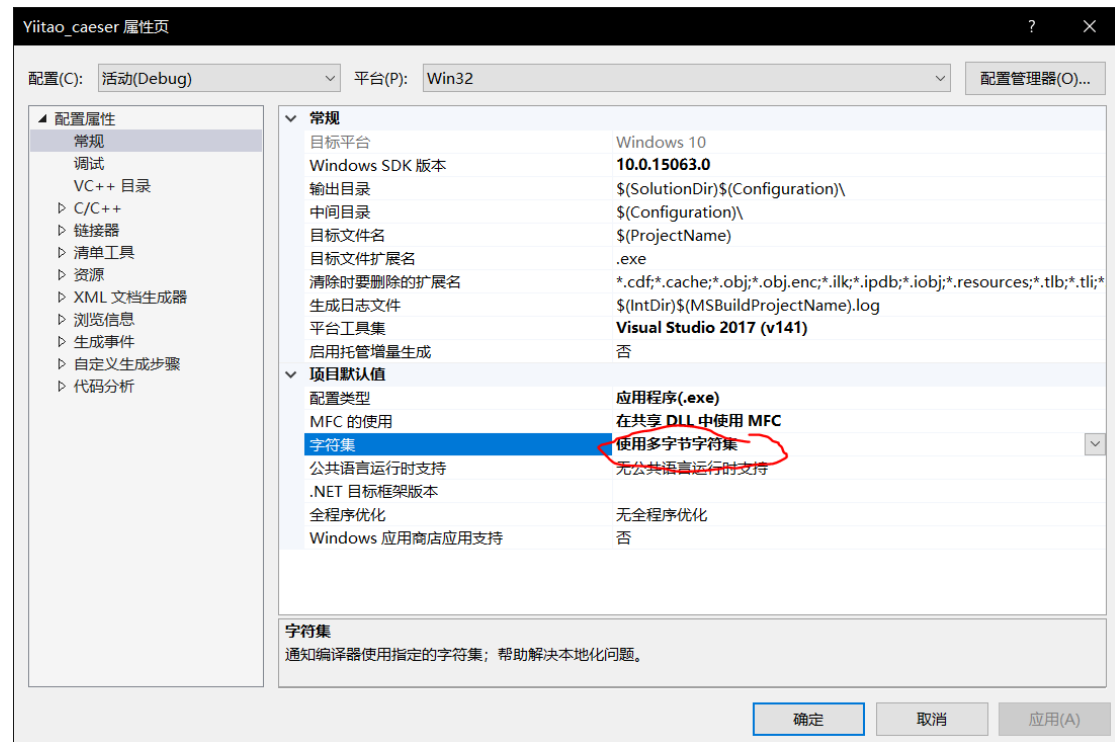 Yiitao_caeser 属性页
配置(C): 活动(Debug) 平台(P): Win32 配置管理器(O)...
配置属性
常规
调试
VC++ 目录
C/C++
链接器
清单工具
资源
XML 文档生成器
浏览信息
生成事件
自定义生成步骤
代码分析
常规
目标平台 Windows 10
Windows SDK 版本 10.0.15063.0
输出目录 $(SolutionDir)$(Configuration)\
中间目录 $(Configuration)\
目标文件名 $(ProjectName)
目标文件扩展名 .exe
清除时要删除的扩展名 *.cdf;*.cache;*.obj;*.obj.enc;*.ilk;*.ipdb;*.iobj;*.resources;*.tlb;*.tli;*
生成日志文件 $(IntDir)$(MSBuildProjectName).log
平台工具集 Visual Studio 2017 (v141)
启用托管增量生成 否
项目默认值
配置类型 应用程序(.exe)
MFC 的使用 在共享 DLL 中使用 MFC
字符集 使用多字节字符集
公共语言运行时支持 无公共语言运行时支持
.NET 目标框架版本
全程序优化 无全程序优化
Windows 应用商店应用支持 否
字符集
通知编译器使用指定的字符集；帮助解决本地化问题。
确定 取消 应用(A)